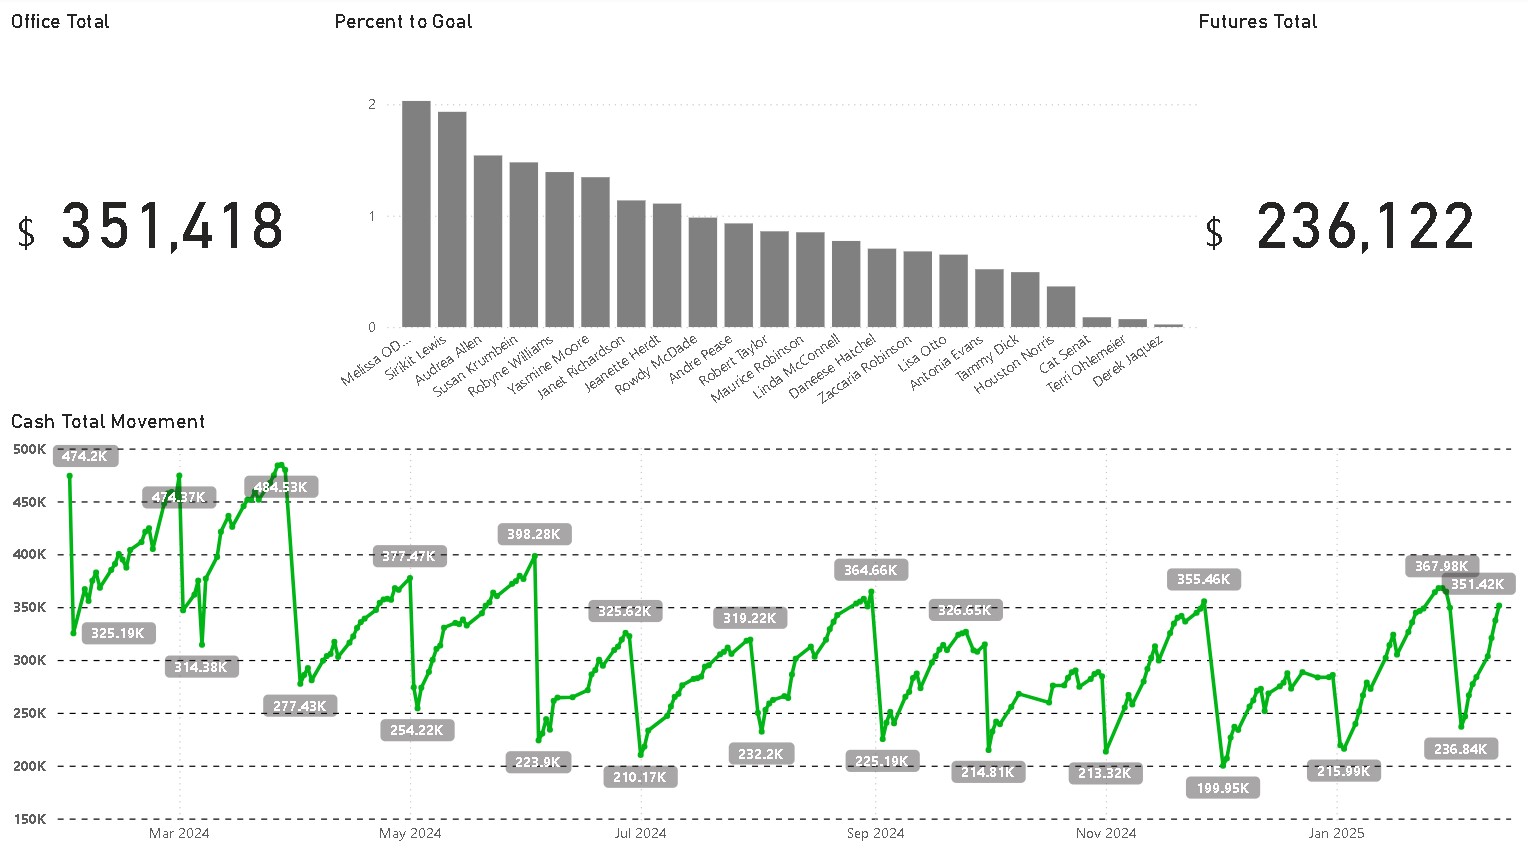 Office Total
Percent to Goal
Futures Total
$ 351,418
2
1
0
Melissa OD...
Sirikit Lewis
Audrea Allen
Susan Krumbein
Robyne Williams
Yasmine Moore
Janet Richardson
Jeanette Herdt
Rowdy McDade
Andre Pease
Robert Taylor
Maurice Robinson
Linda McConnell
Daneese Hatchel
Zaccaria Robinson
Lisa Otto
Antonia Evans
Tammy Dick
Houston Norris
Cat Senat
Terri Ohlemeier
Derek Jaquez
$ 236,122
Cash Total Movement
500K
450K
400K
350K
300K
250K
200K
150K
474.2K
325.19K
474.37K
314.38K
484.53K
277.43K
377.47K
254.22K
398.28K
223.9K
325.62K
210.17K
319.22K
232.2K
364.66K
225.19K
326.65K
214.81K
213.32K
355.46K
199.95K
215.99K
367.98K
236.84K
351.42K
Mar 2024
May 2024
Jul 2024
Sep 2024
Nov 2024
Jan 2025